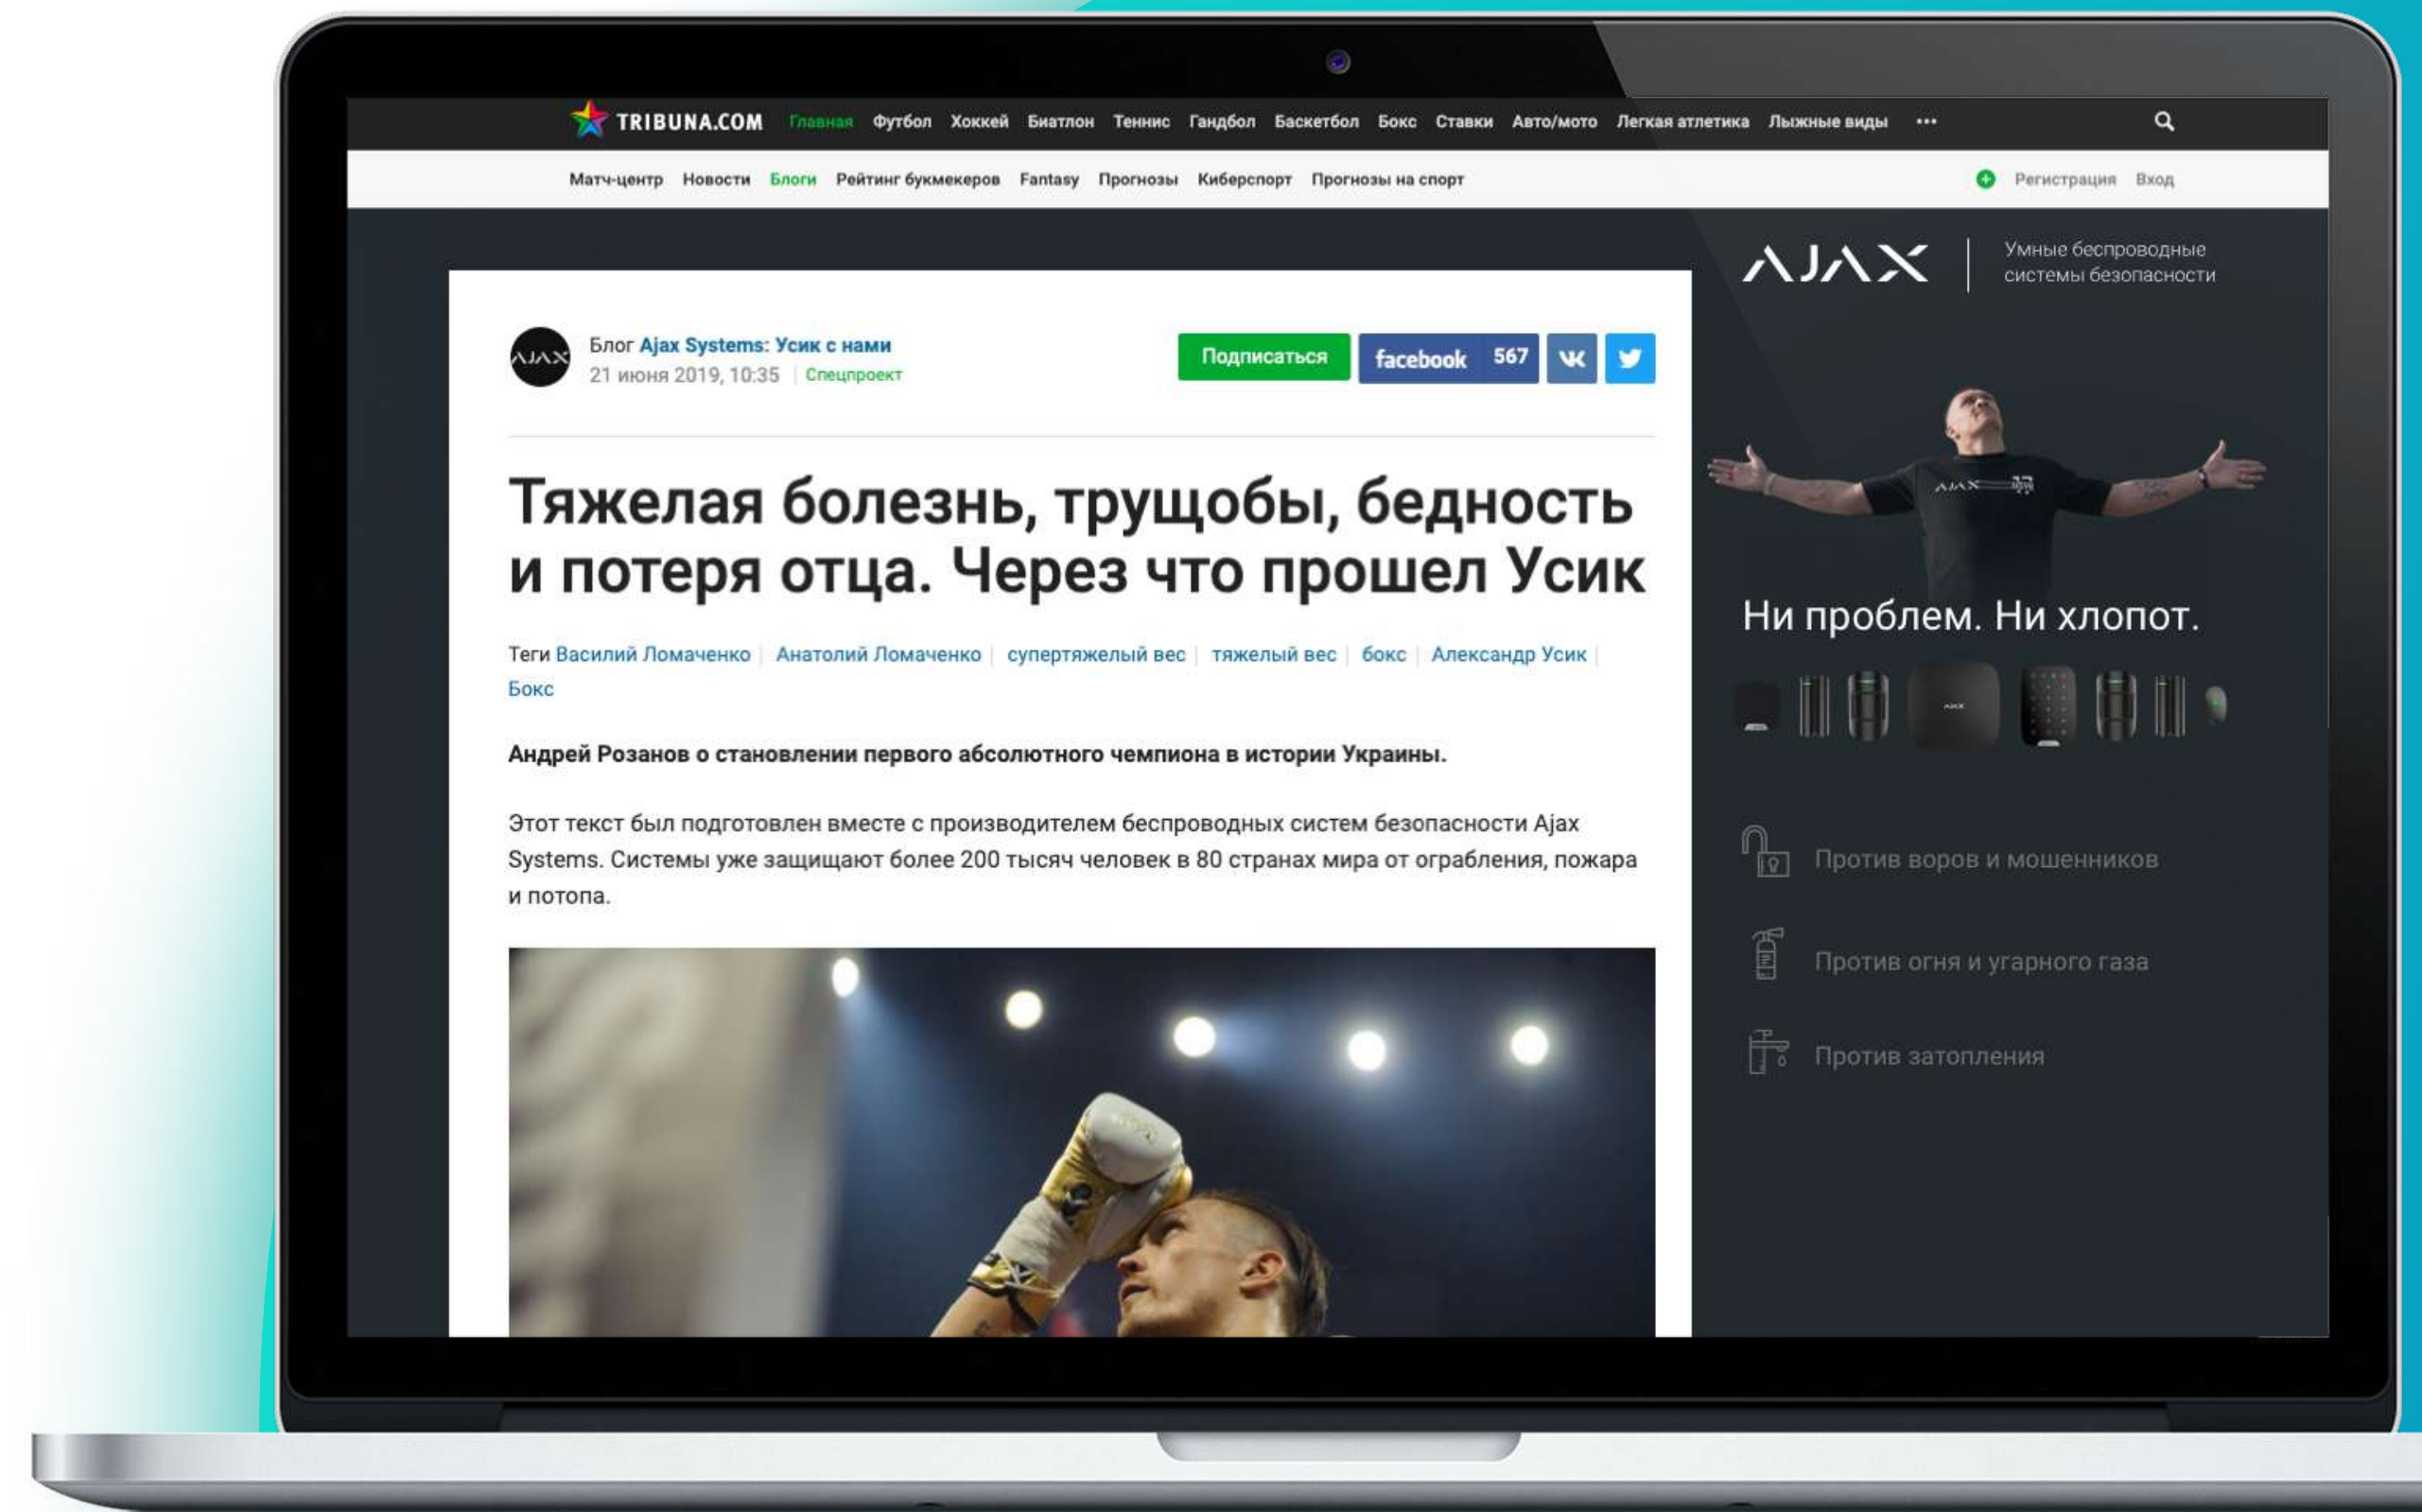 TRIBUNA.COM Главная Футбол Хоккей Биатлон Теннис Гандбол Баскетбол Бокс Ставки Авто/мото Легкая атлетика Лыжные виды ...
Матч-центр Новости Блоги Рейтинг букмекеров Fantasy Прогнозы Киберспорт Прогнозы на спорт Регистрация Вход
AJAX
Умные беспроводные
системы безопасности
AJAX
Блог Ajax Systems: Усик с нами
21 июня 2019, 10:35 | Спецпроект
Подписаться facebook 567
Тяжелая болезнь, трущобы, бедность
и потеря отца. Через что прошел Усик
Теги Василий Ломаченко | Анатолий Ломаченко | супертяжелый вес | тяжелый вес | бокс | Александр Усик |
Бокс
Андрей Розанов о становлении первого абсолютного чемпиона в истории Украины.
Этот текст был подготовлен вместе с производителем беспроводных систем безопасности Ajax
Systems. Системы уже защищают более 200 тысяч человек в 80 странах мира от ограбления, пожара
и потопа.
AJAX
Ни проблем. Ни хлопот.
AJAX
Против воров и мошенников
Против огня и угарного газа
Против затопления